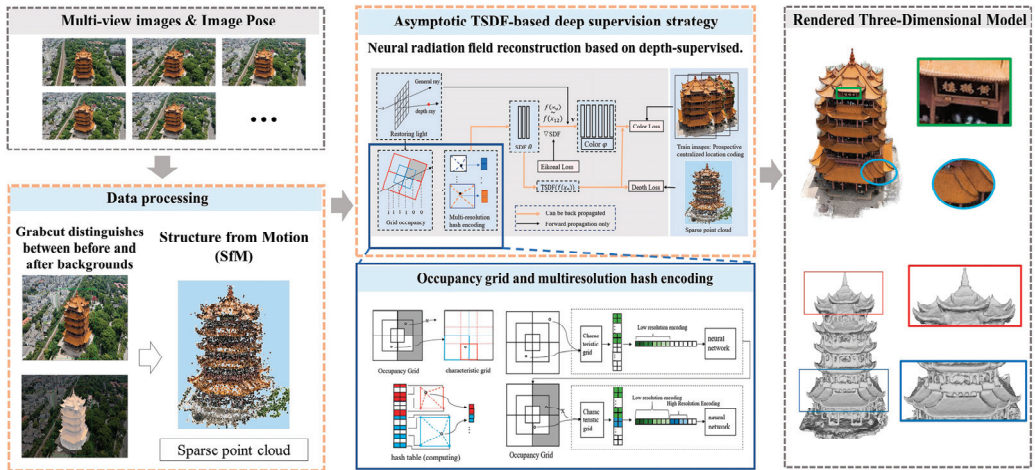 Multi-view images & Image Pose
...
Data processing
Grabcut distinguishes
between before and
after backgrounds
Structure from Motion
(SfM)
Sparse point cloud
Asymptotic TSDF-based deep supervision strategy
Neural radiation field reconstruction based on depth-supervised.
General ray
depth ray
Restoring light
Grid occupancy
Multi-resolution
hash encoding
SDF θ
∇SDF
Eikonal Loss
v
Color φ
Color Loss
Depth Loss
Can be back propagated
Forward propagation only
Train images: Prospective
centralized location coding
Sparse point cloud
Occupancy grid and multiresolution hash encoding
Occupancy Grid
characteristic grid
hash table (computing)
Charac
teristic
grid
Low resolution encoding
neural
network
Occupancy Grid
Charac
teristic
grid
Low resolution encoding
High Resolution Encoding
neural
network
Rendered Three-Dimensional Model